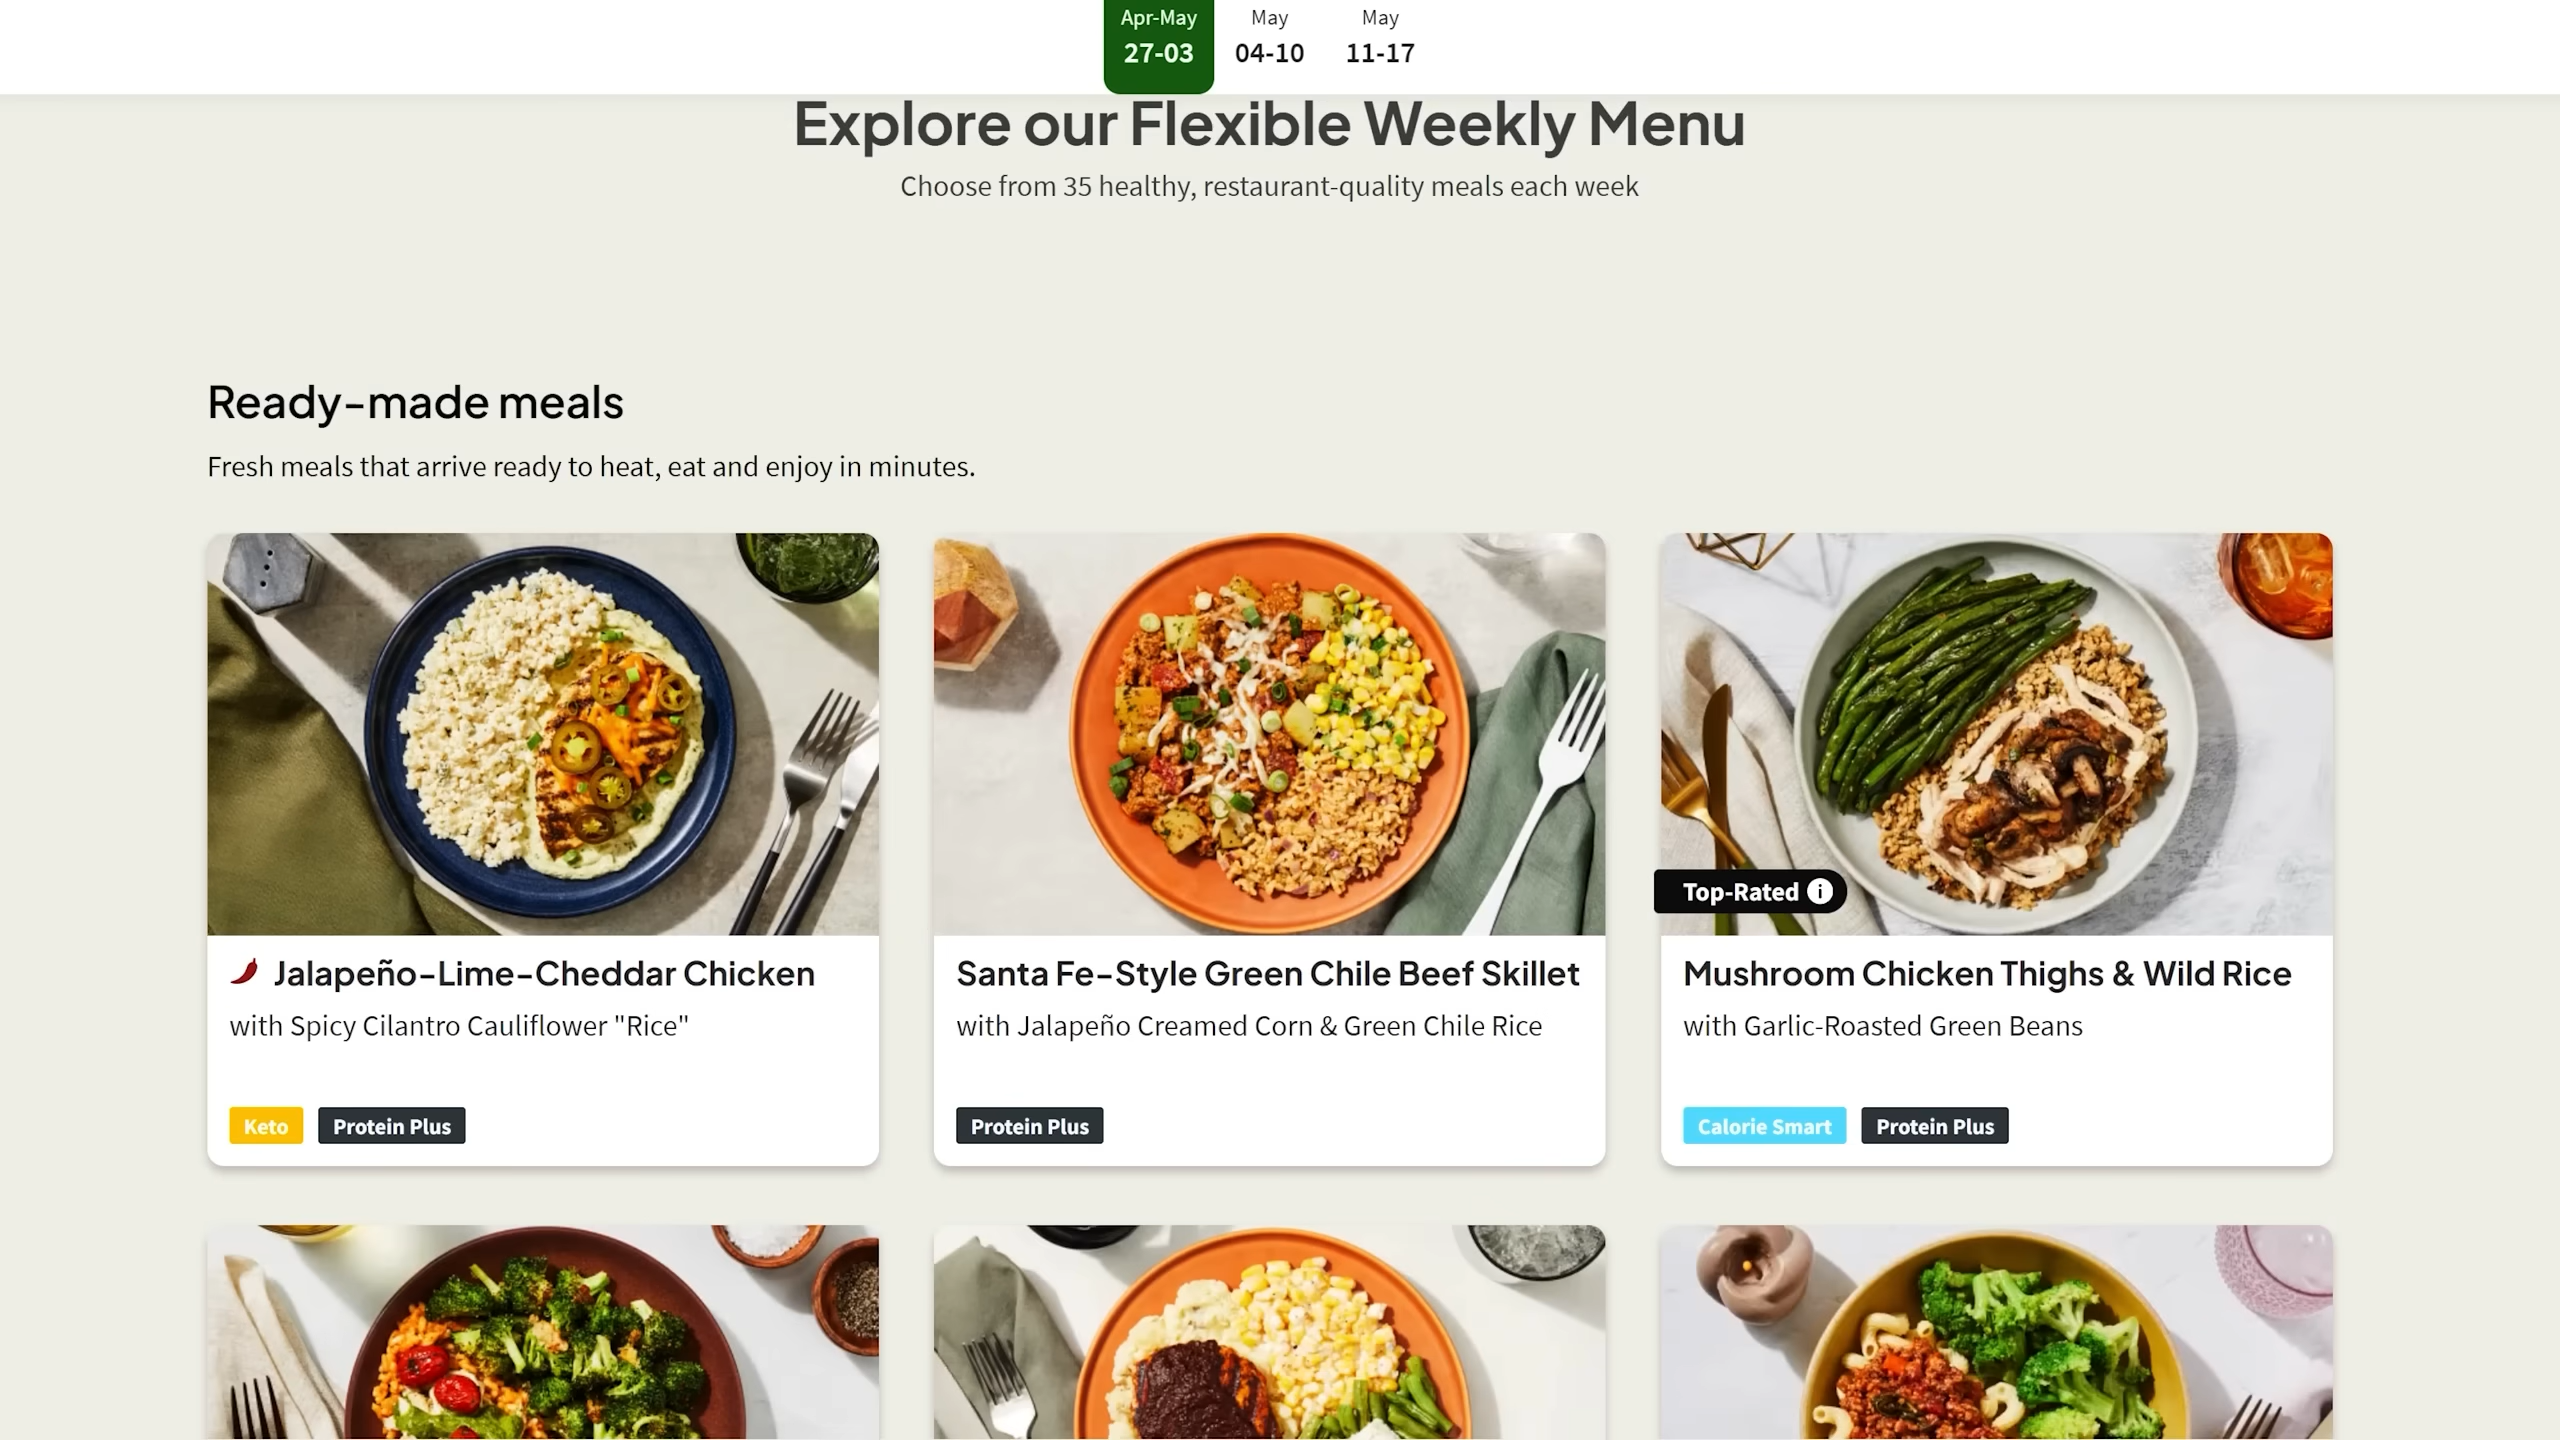 Apr-May
27-03
May
04-10
May
11-17
Explore our Flexible Weekly Menu
Choose from 35 healthy, restaurant-quality meals each week
Ready-made meals
Fresh meals that arrive ready to heat, eat and enjoy in minutes.
Top-Rated i
Jalapeño-Lime-Cheddar Chicken
with Spicy Cilantro Cauliflower "Rice"
Keto
Protein Plus
Santa Fe-Style Green Chile Beef Skillet
with Jalapeño Creamed Corn & Green Chile Rice
Protein Plus
Mushroom Chicken Thighs & Wild Rice
with Garlic-Roasted Green Beans
Calorie Smart
Protein Plus